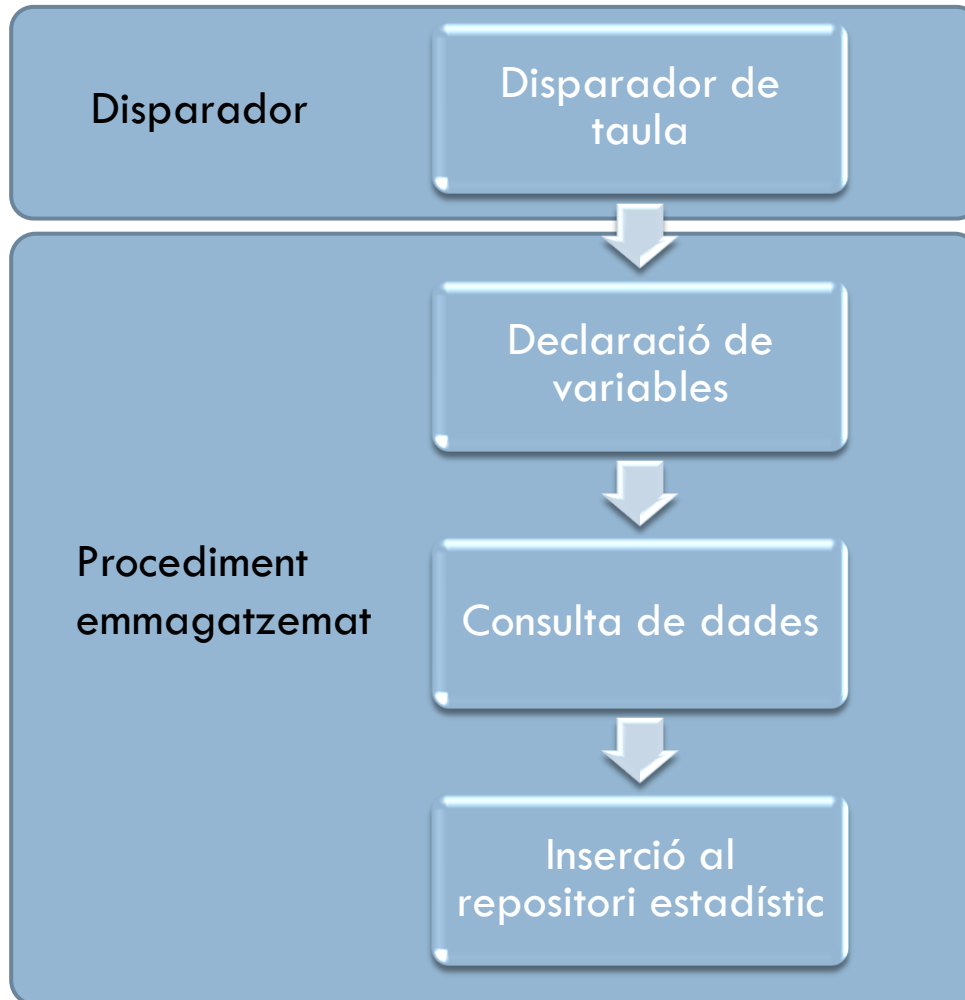 Disparador
Disparador de
taula
Declaració de
variables
Procediment
emmagatzemat
Consulta de dades
Inserció al
repositori estadístic